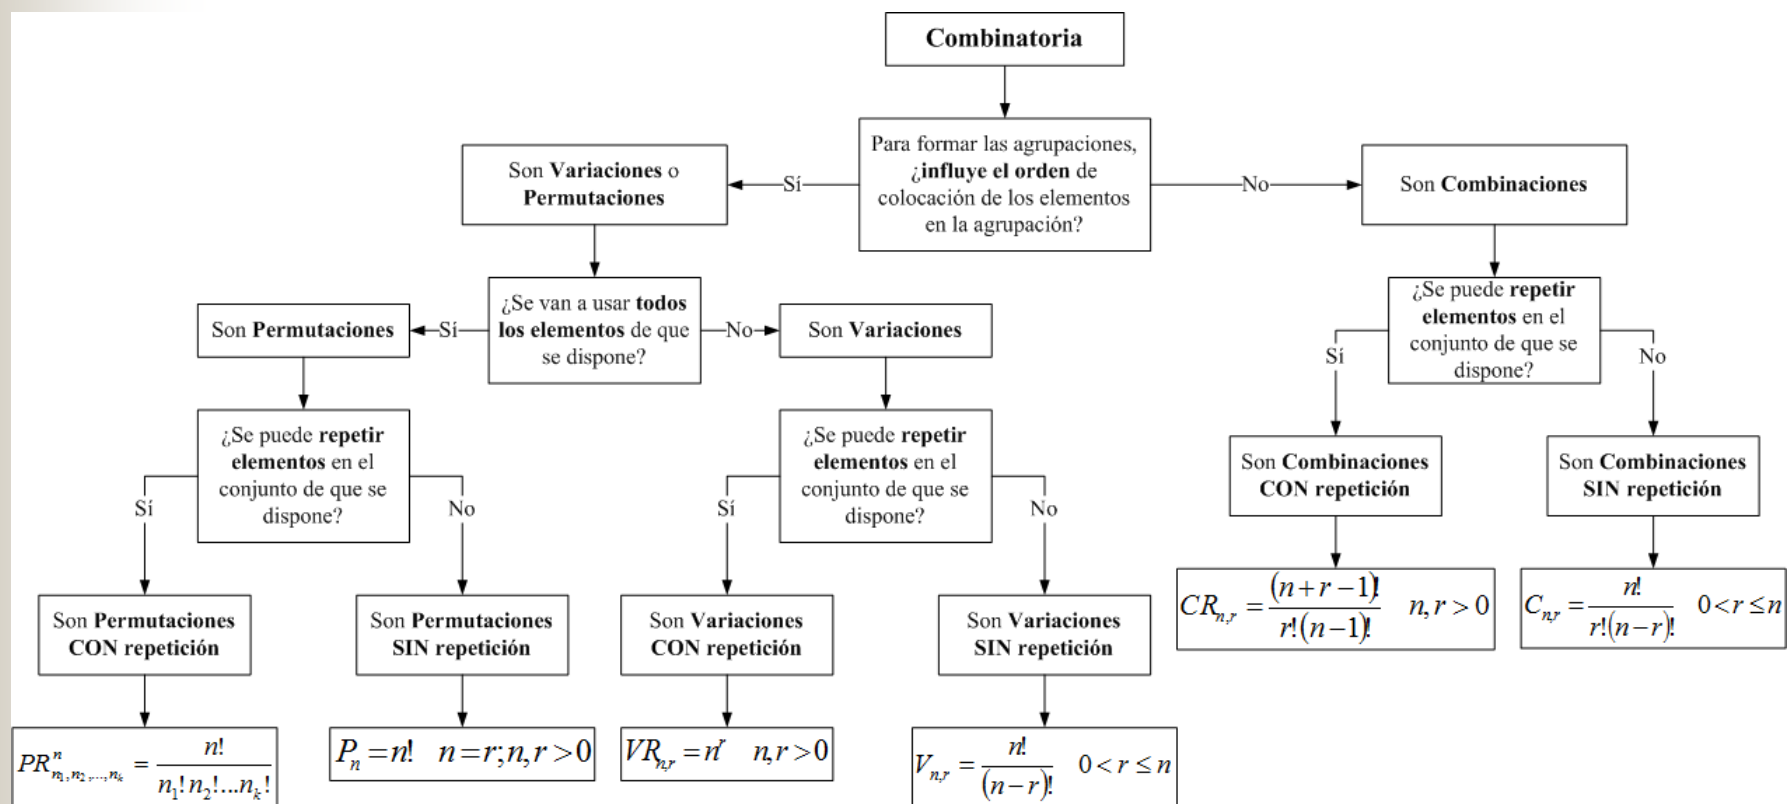 Combinatoria
Para formar las agrupaciones,
¿influye el orden de
colocación de los elementos
en la agrupación?
Sí
No
Son Variaciones o
Permutaciones
Son Combinaciones
¿Se van a usar todos
los elementos de que
se dispone?
Sí
No
Son Permutaciones
Son Variaciones
¿Se puede repetir
elementos en el
conjunto de que se
dispone?
Sí
No
¿Se puede repetir
elementos en el
conjunto de que se
dispone?
Sí
No
¿Se puede repetir
elementos en el
conjunto de que se
dispone?
Sí
No
Son Permutaciones
CON repetición
Son Permutaciones
SIN repetición
Son Variaciones
CON repetición
Son Variaciones
SIN repetición
Son Combinaciones
CON repetición
Son Combinaciones
SIN repetición
PR^n_{n_1, n_2, ..., n_k} = n! / (n_1! n_2! ... n_k!)
P_n = n! n = r; n, r > 0
VR_{n,r} = n^r n, r > 0
V_{n,r} = n! / (n − r)! 0 < r ≤ n
CR_{n,r} = (n + r − 1)! / (r!(n − 1)!) n, r > 0
C_{n,r} = n! / (r!(n − r)!) 0 < r ≤ n